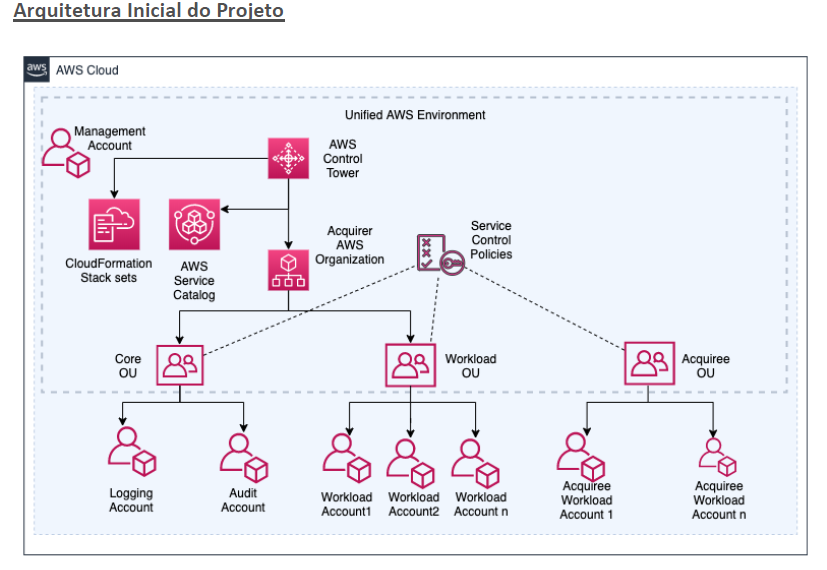 Arquitetura Inicial do Projeto
aws
AWS Cloud
Unified AWS Environment
Management
Account
AWS
Control
Tower
CloudFormation
Stack sets
AWS
Service
Catalog
Acquirer
AWS
Organization
Service
Control
Policies
Core
OU
Workload
OU
Acquiree
OU
Logging
Account
Audit
Account
Workload
Account1
Workload
Account2
Workload
Account n
Acquiree
Workload
Account 1
Acquiree
Workload
Account n